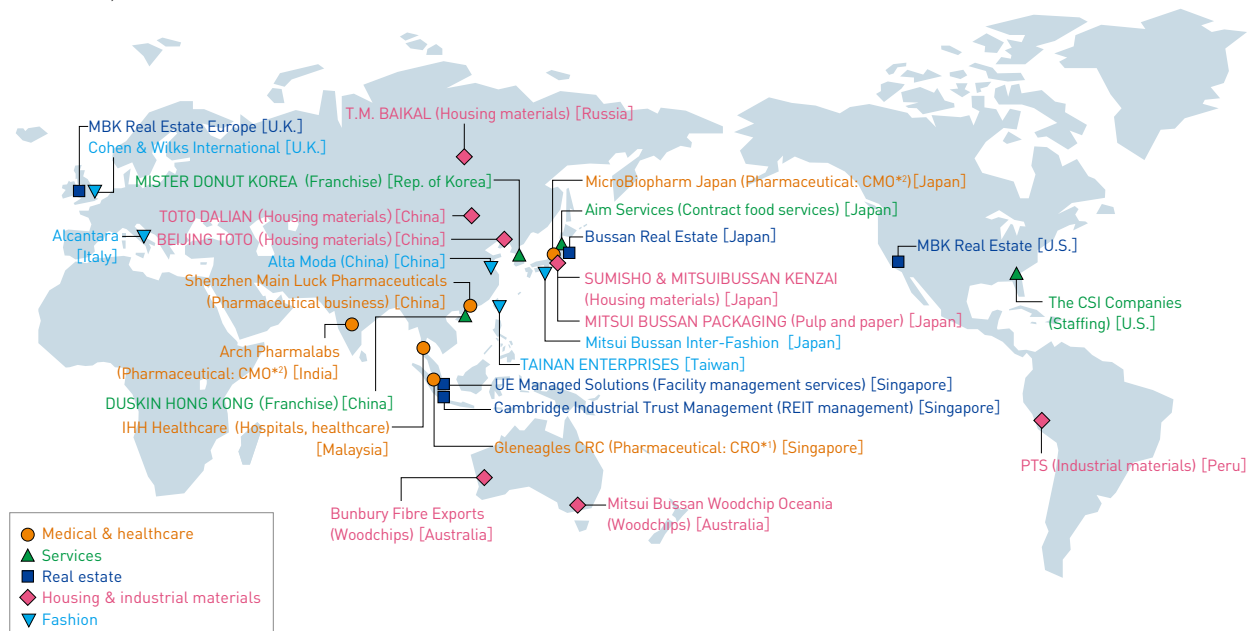 T.M. BAIKAL (Housing materials) [Russia]
MBK Real Estate Europe [U.K.]
Cohen & Wilks International [U.K.]
MISTER DONUT KOREA (Franchise) [Rep. of Korea]
MicroBiopharm Japan (Pharmaceutical: CMO*2)[Japan]
Aim Services (Contract food services) [Japan]
TOTO DALIAN (Housing materials) [China]
Bussan Real Estate [Japan]
Alcantara
[Italy]
BEIJING TOTO (Housing materials) [China]
MBK Real Estate [U.S.]
Alta Moda (China) [China]
Shenzhen Main Luck Pharmaceuticals
(Pharmaceutical business) [China]
SUMISHO & MITSUIBUSSAN KENZAI
(Housing materials) [Japan]
The CSI Companies
(Staffing) [U.S.]
MITSUI BUSSAN PACKAGING (Pulp and paper) [Japan]
Mitsui Bussan Inter-Fashion [Japan]
Arch Pharmalabs
(Pharmaceutical: CMO*2) [India]
TAINAN ENTERPRISES [Taiwan]
UE Managed Solutions (Facility management services) [Singapore]
DUSKIN HONG KONG (Franchise) [China]
Cambridge Industrial Trust Management (REIT management) [Singapore]
IHH Healthcare (Hospitals, healthcare)
[Malaysia]
Gleneagles CRC (Pharmaceutical: CRO*1) [Singapore]
PTS (Industrial materials) [Peru]
Bunbury Fibre Exports
(Woodchips) [Australia]
Mitsui Bussan Woodchip Oceania
(Woodchips) [Australia]
Medical & healthcare
Services
Real estate
Housing & industrial materials
Fashion